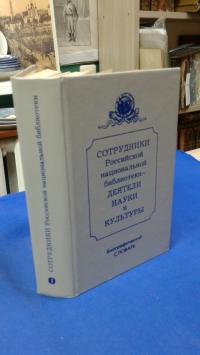 СОТРУДНИКИ
Российской
национальной
библиотеки–
ДЕЯТЕЛИ
НАУКИ
и
КУЛЬТУРЫ
Биографический
СЛОВАРЬ
СОТРУДНИКИ Российской национальной библиотеки